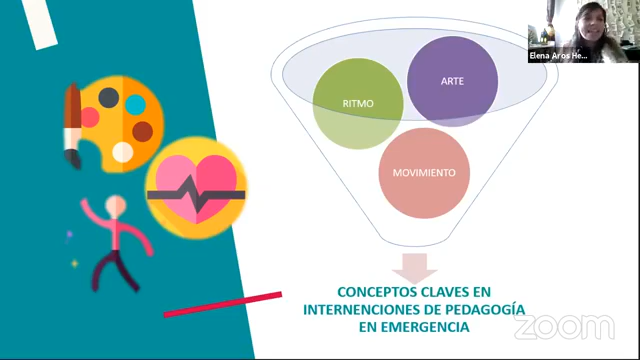 Elena Aros He...
RITMO
ARTE
MOVIMIENTO
CONCEPTOS CLAVES EN
INTERNENCIONES DE PEDAGOGÍA
EN EMERGENCIA
zoom